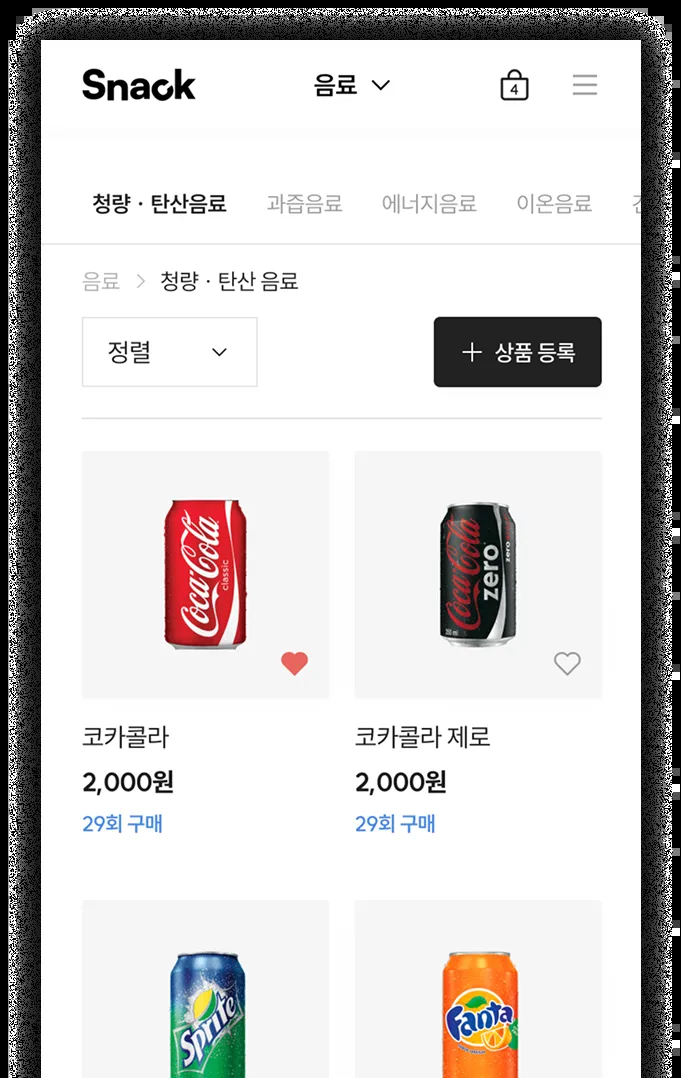 Snack
음료
4
청량 · 탄산음료 과즙음료 에너지음료 이온음료
음료 > 청량 · 탄산 음료
정렬
+ 상품 등록
Coca-Cola
classic
Coca-Cola
zero
zero
코카콜라
2,000원
29회 구매
코카콜라 제로
2,000원
29회 구매
Sprite
Fanta